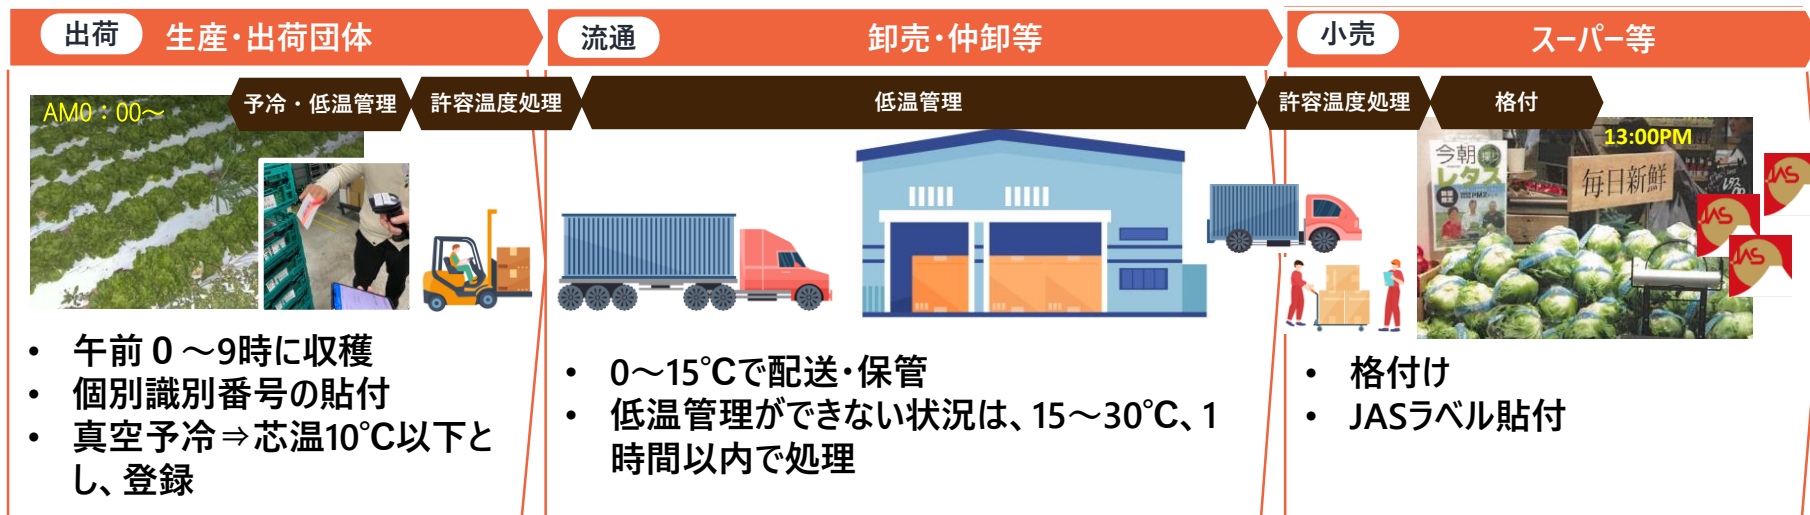 出荷 生産・出荷団体
流通 卸売・仲卸等
小売 スーパー等
予冷・低温管理
許容温度処理
低温管理
許容温度処理
格付
AM0：00～
13:00PM
今朝採り
レタス
毎日新鮮
JAS
JAS
JAS
• 午前０～9時に収穫
• 個別識別番号の貼付
• 真空予冷⇒芯温10℃以下と
し、登録
• 0～15℃で配送・保管
• 低温管理ができない状況は、15～30℃、1
時間以内で処理
• 格付け
• JASラベル貼付